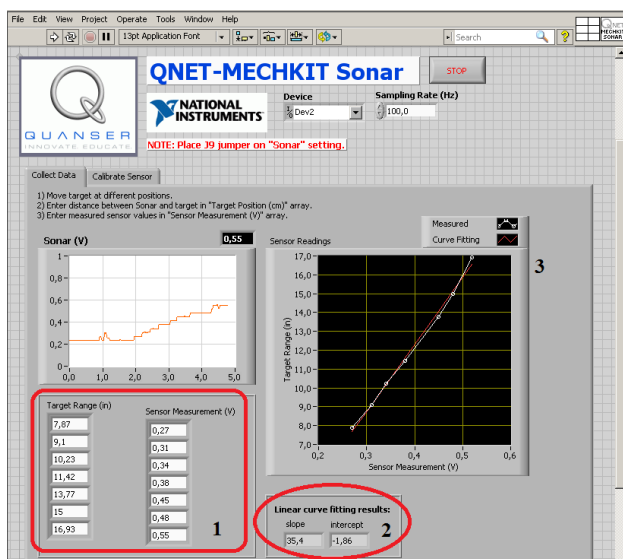 File Edit View Project Operate Tools Window Help
13pt Application Font
Search
QNET
MECHKIT
SONAR
QUANSER
INNOVATE EDUCATE
QNET-MECHKIT Sonar
STOP
NATIONAL
INSTRUMENTS
Device
Dev2
Sampling Rate (Hz)
100,0
NOTE: Place J9 jumper on "Sonar" setting.
Collect Data Calibrate Sensor
1) Move target at different positions.
2) Enter distance between Sonar and target in "Target Position (cm)" array.
3) Enter measured sensor values in "Sensor Measurement (V)" array.
Sonar (V) 0,55
1-
0,8-
0,6-
0,4-
0,2-
0-
0,0 1,0 2,0 3,0 4,0 5,0
Sensor Readings
Measured
Curve Fitting
3
17,0-
16,0-
15,0-
14,0-
13,0-
12,0-
11,0-
10,0-
9,0-
8,0-
7,0-
Target Range (in)
0,2 0,3 0,4 0,5 0,6
Sensor Measurement (V)
Target Range (in) Sensor Measurement (V)
7,87 0,27
9,1 0,31
10,23 0,34
11,42 0,38
13,77 0,45
15 0,48
16,93 0,55
1
Linear curve fitting results:
slope intercept
35,4 -1,86
2